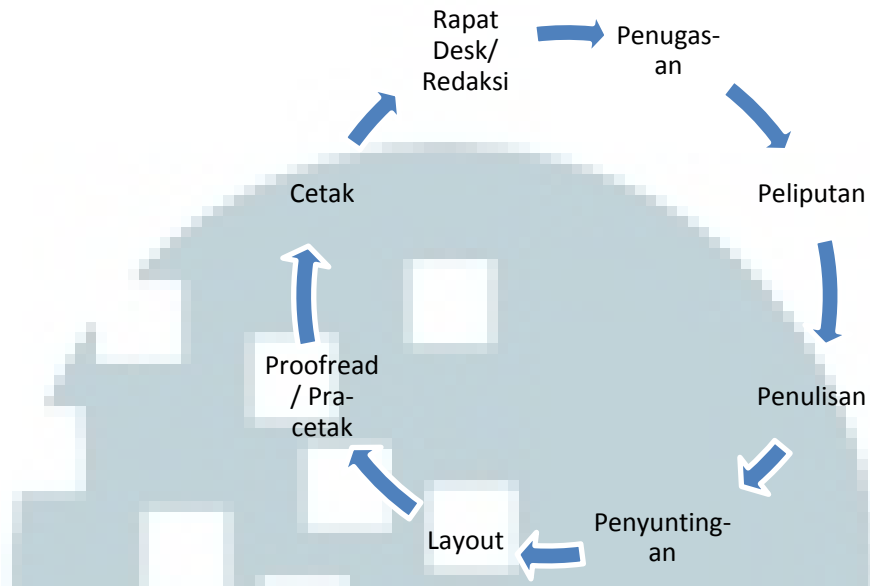 Rapat
Desk/
Redaksi
Penugas-
an
Peliputan
Penulisan
Penyunting-
an
Layout
Proofread
/ Pra-
cetak
Cetak